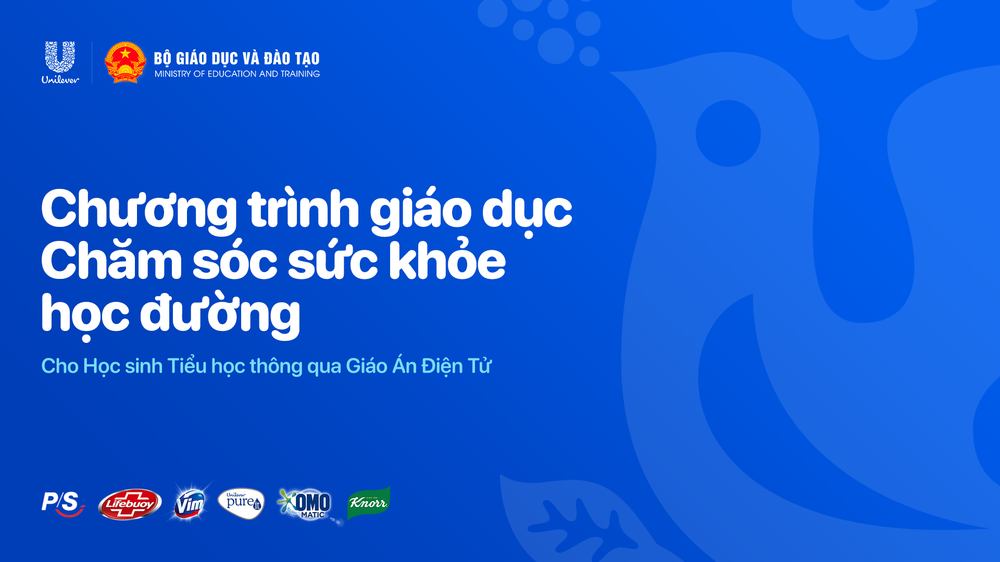 Unilever
BỘ GIÁO DỤC VÀ ĐÀO TẠO
MINISTRY OF EDUCATION AND TRAINING
Chương trình giáo dục
Chăm sóc sức khỏe
học đường
Cho Học sinh Tiểu học thông qua Giáo Án Điện Tử
P/S
Lifebuoy
Vim
Unilever
pureit
OMO
MATIC
Knorr